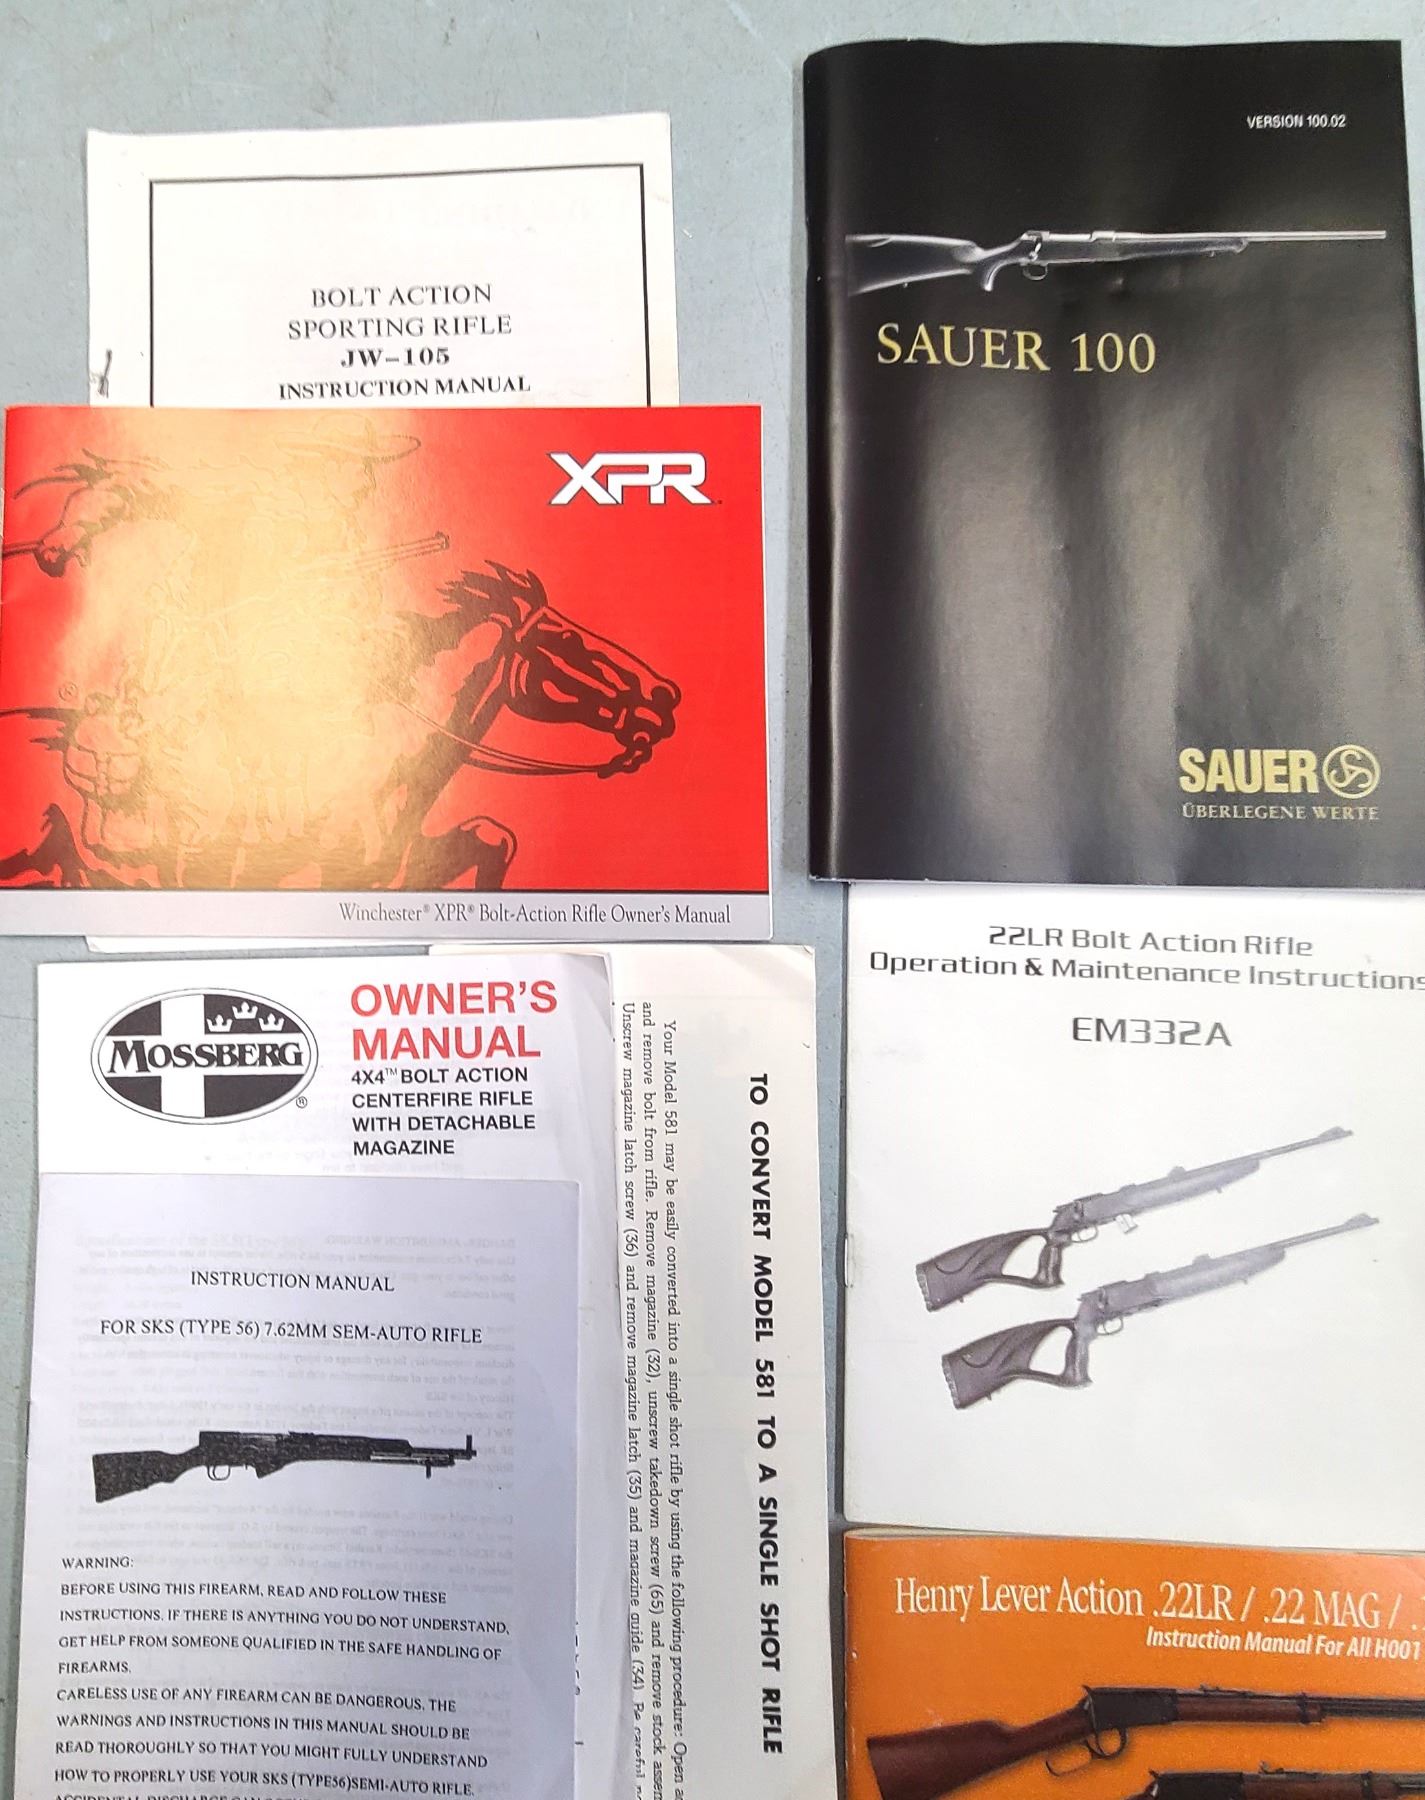 BOLT ACTION
SPORTING RIFLE
JW-105
INSTRUCTION MANUAL
VERSION 100.02
SAUER 100
SAUER
ÜBERLEGENE WERTE
XPR
®
Winchester® XPR® Bolt-Action Rifle Owner's Manual
MOSSBERG
®
OWNER'S
MANUAL
4X4™ BOLT ACTION
CENTERFIRE RIFLE
WITH DETACHABLE
MAGAZINE
INSTRUCTION MANUAL
FOR SKS (TYPE 56) 7.62MM SEM-AUTO RIFLE
WARNING:
BEFORE USING THIS FIREARM, READ AND FOLLOW THESE
INSTRUCTIONS. IF THERE IS ANYTHING YOU DO NOT UNDERSTAND,
GET HELP FROM SOMEONE QUALIFIED IN THE SAFE HANDLING OF
FIREARMS.
CARELESS USE OF ANY FIREARM CAN BE DANGEROUS. THE
WARNINGS AND INSTRUCTIONS IN THIS MANUAL SHOULD BE
READ THOROUGHLY SO THAT YOU MIGHT FULLY UNDERSTAND
HOW TO PROPERLY USE YOUR SKS (TYPE56)SEMI-AUTO RIFLE.
TO CONVERT MODEL 581 TO A SINGLE SHOT RIFLE
Your Model 581 may be easily converted into a single shot rifle by using the following procedure: Open
and remove bolt from rifle. Remove magazine (32), unscrew takedown screw (65) and remove stock
Unscrew magazine latch screw (36) and remove magazine latch (35) and magazine guide (34). Be careful
22LR Bolt Action Rifle
Operation & Maintenance Instructions
EM332A
Henry Lever Action .22LR / .22 MAG /
Instruction Manual For All H001